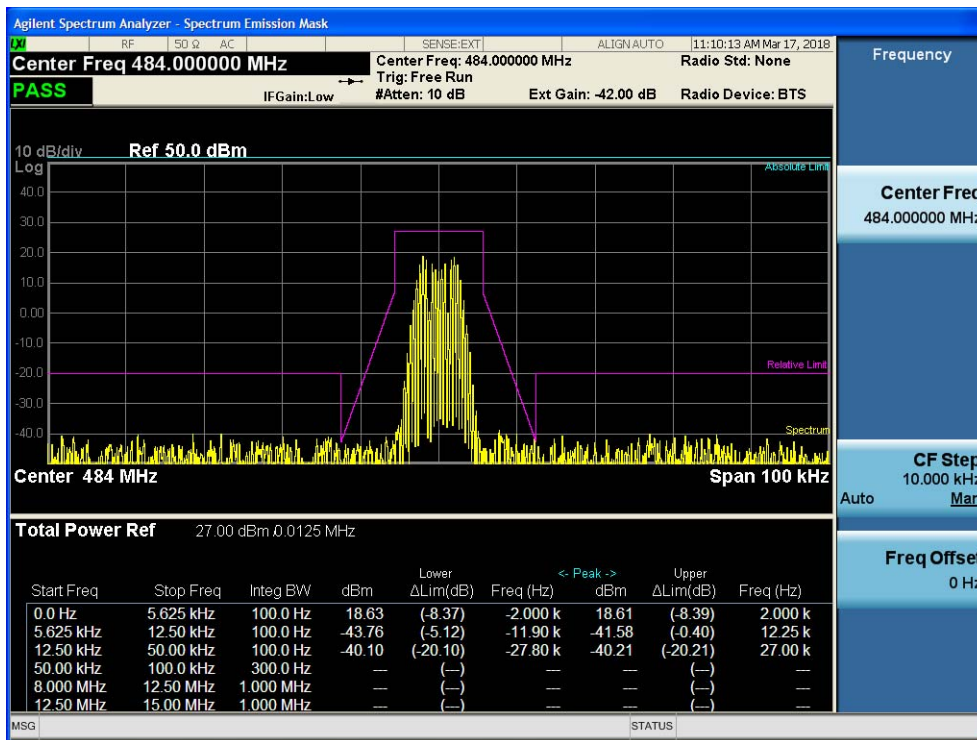 Agilent Spectrum Analyzer - Spectrum Emission Mask
LXI RF 50 Ω AC SENSE:EXT ALIGN AUTO 11:10:13 AM Mar 17, 2018
Center Freq 484.000000 MHz Center Freq: 484.000000 MHz Radio Std: None
Trig: Free Run
PASS IFGain:Low #Atten: 10 dB Ext Gain: -42.00 dB Radio Device: BTS
10 dB/div Ref 50.0 dBm
Log Absolute Limit
40.0
30.0
20.0
10.0
0.00
-10.0
-20.0 Relative Limit
-30.0
-40.0 Spectrum
Center 484 MHz Span 100 kHz
Total Power Ref 27.00 dBm /0.0125 MHz
Lower <- Peak -> Upper
Start Freq Stop Freq Integ BW dBm ΔLim(dB) Freq (Hz) dBm ΔLim(dB) Freq (Hz)
0.0 Hz 5.625 kHz 100.0 Hz 18.63 (-8.37) -2.000 k 18.61 (-8.39) 2.000 k
5.625 kHz 12.50 kHz 100.0 Hz -43.76 (-5.12) -11.90 k -41.58 (-0.40) 12.25 k
12.50 kHz 50.00 kHz 100.0 Hz -40.10 (-20.10) -27.80 k -40.21 (-20.21) 27.00 k
50.00 kHz 100.0 kHz 300.0 Hz --- (---) --- (---)
8.000 MHz 12.50 MHz 1.000 MHz --- (---) --- --- (---) ---
12.50 MHz 15.00 MHz 1.000 MHz --- (---) --- --- (---) ---
MSG STATUS
Frequency
Center Freq
484.000000 MHz
CF Step
10.000 kHz
Auto Man
Freq Offset
0 Hz